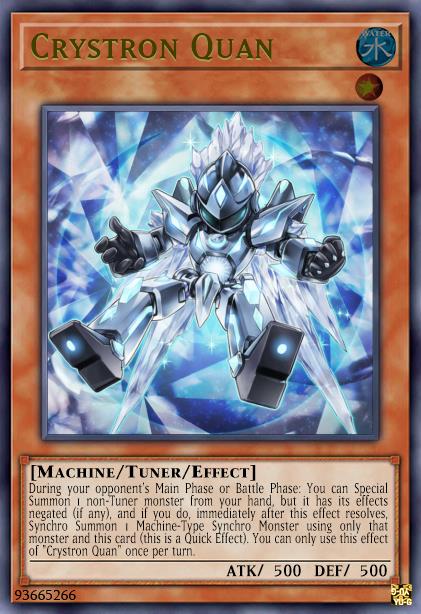 Crystron Quan
WATER
水
[Machine/Tuner/Effect]
During your opponent's Main Phase or Battle Phase: You can Special
Summon 1 non-Tuner monster from your hand, but it has its effects
negated (if any), and if you do, immediately after this effect resolves,
Synchro Summon 1 Machine-Type Synchro Monster using only that
monster and this card (this is a Quick Effect). You can only use this effect
of "Crystron Quan" once per turn.
ATK/ 500 DEF/ 500
93665266